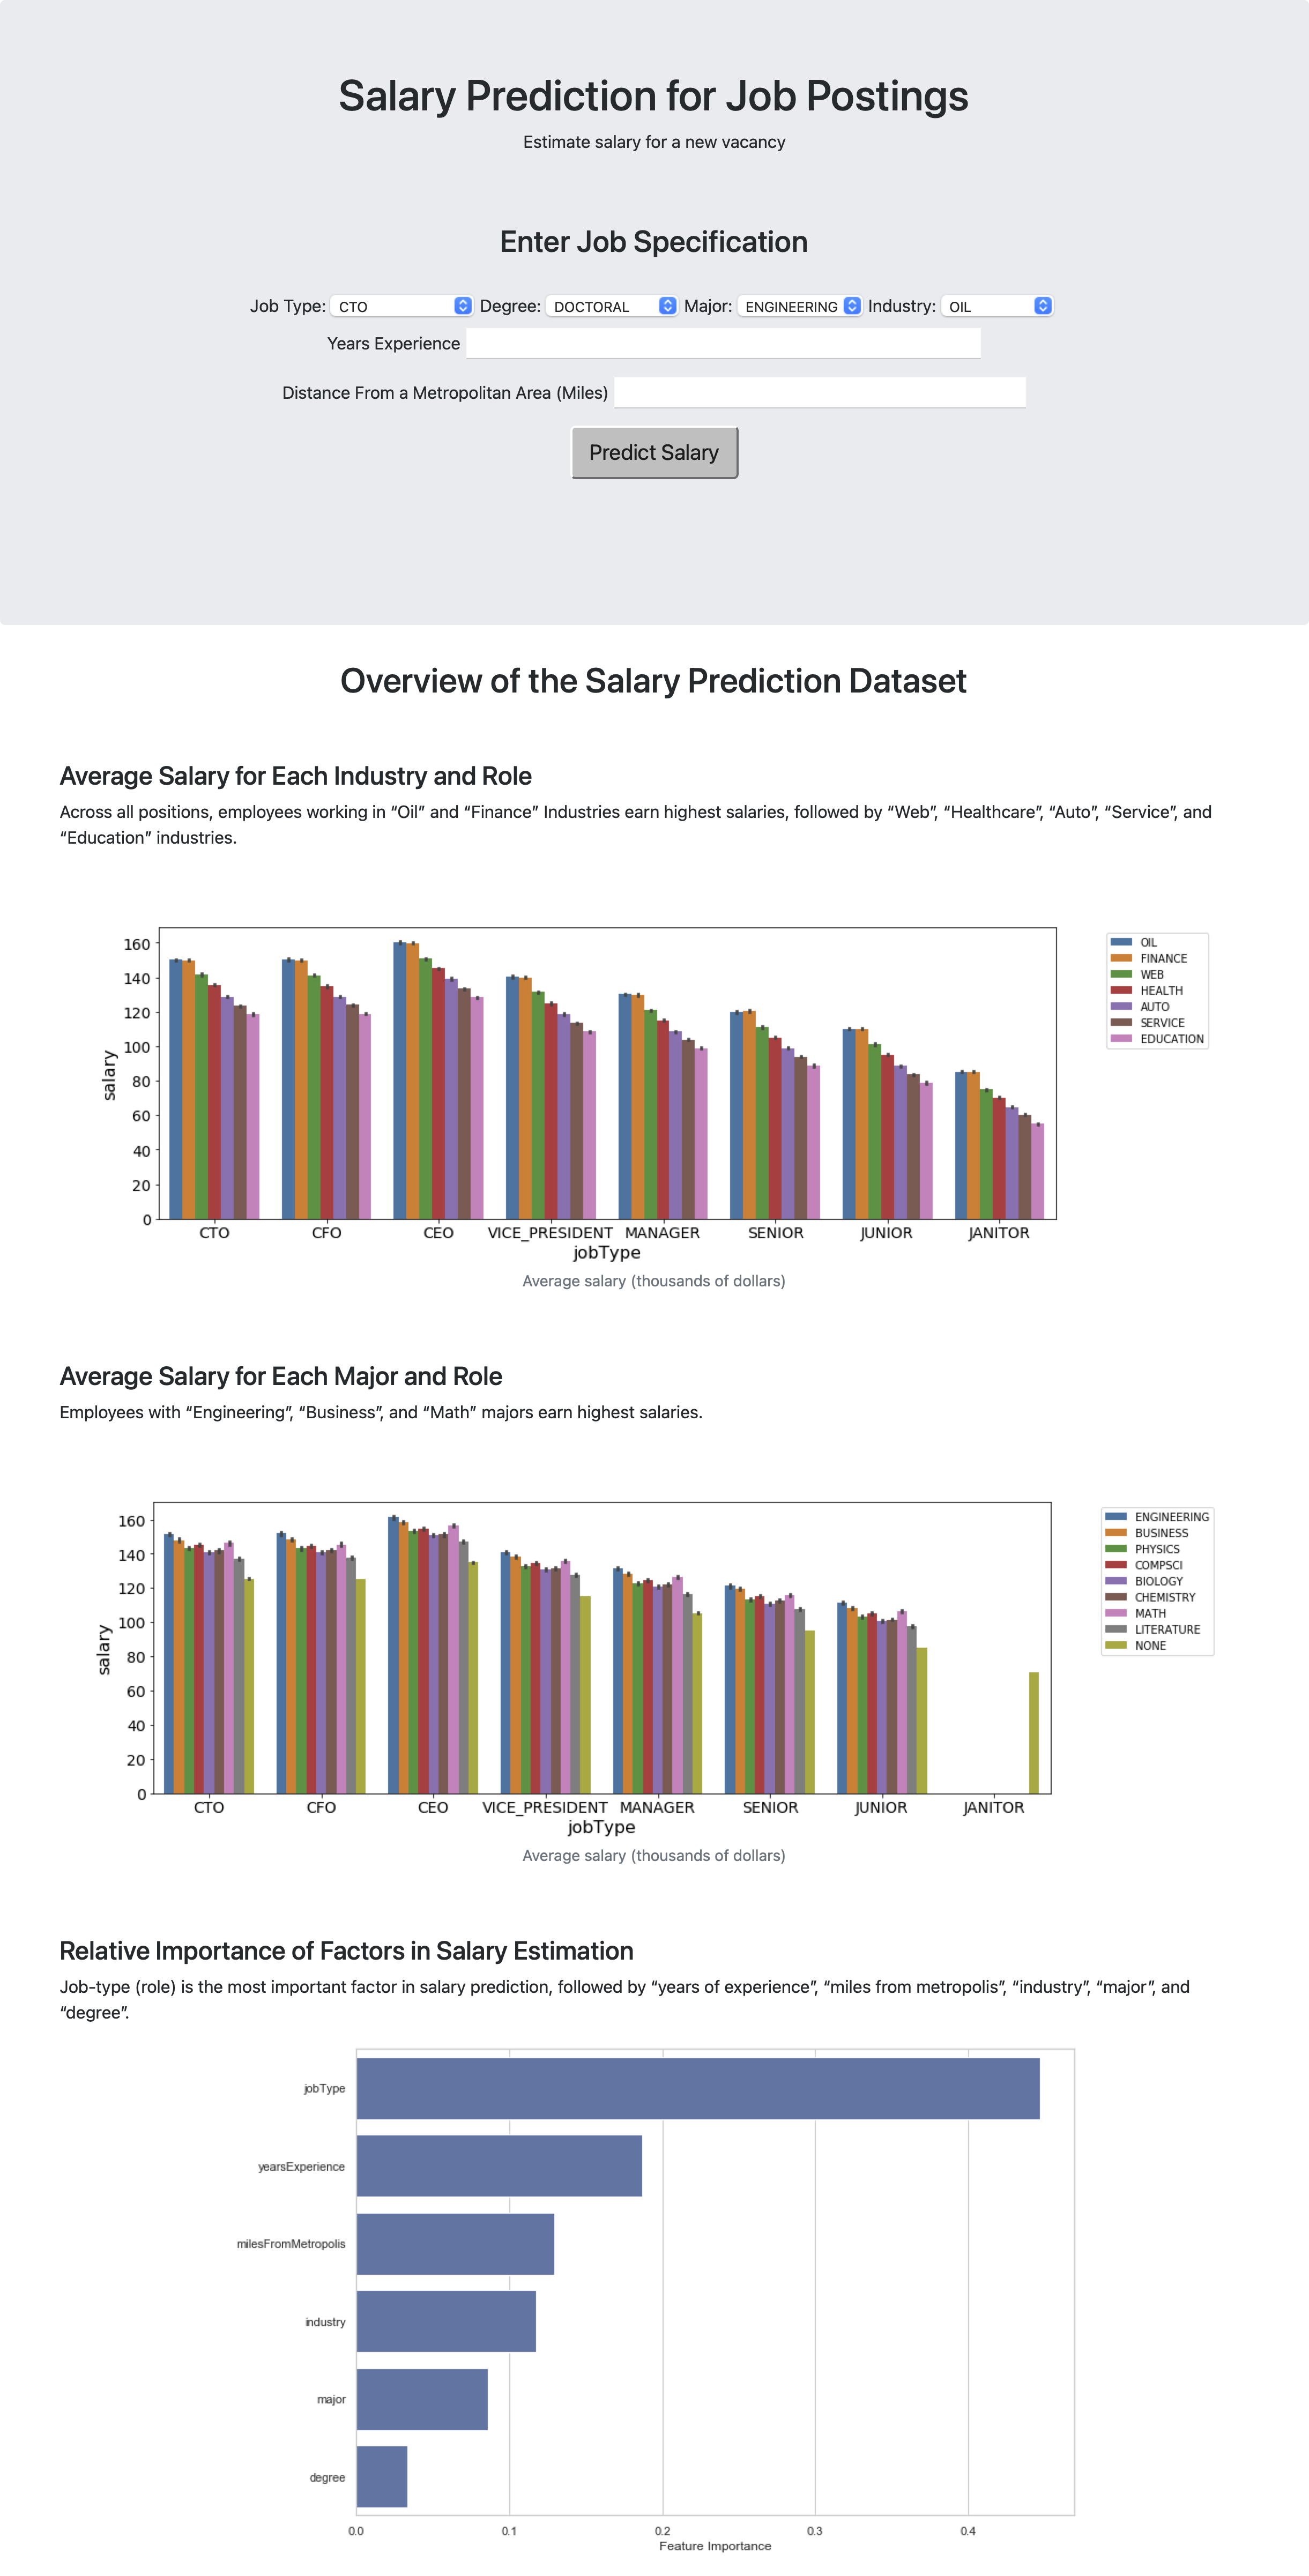 Salary Prediction for Job Postings
Estimate salary for a new vacancy
Enter Job Specification
Job Type: CTO Degree: DOCTORAL Major: ENGINEERING Industry: OIL
Years Experience
Distance From a Metropolitan Area (Miles)
Predict Salary
Overview of the Salary Prediction Dataset
Average Salary for Each Industry and Role
Across all positions, employees working in “Oil” and “Finance” Industries earn highest salaries, followed by “Web”, “Healthcare”, “Auto”, “Service”, and
“Education” industries.
160
140
120
100
80
60
40
20
0
salary
CTO CFO CEO VICE_PRESIDENT MANAGER SENIOR JUNIOR JANITOR
jobType
OIL
FINANCE
WEB
HEALTH
AUTO
SERVICE
EDUCATION
Average salary (thousands of dollars)
Average Salary for Each Major and Role
Employees with “Engineering”, “Business”, and “Math” majors earn highest salaries.
160
140
120
100
80
60
40
20
0
salary
CTO CFO CEO VICE_PRESIDENT MANAGER SENIOR JUNIOR JANITOR
jobType
ENGINEERING
BUSINESS
PHYSICS
COMPSCI
BIOLOGY
CHEMISTRY
MATH
LITERATURE
NONE
Average salary (thousands of dollars)
Relative Importance of Factors in Salary Estimation
Job-type (role) is the most important factor in salary prediction, followed by “years of experience”, “miles from metropolis”, “industry”, “major”, and
“degree”.
jobType
yearsExperience
milesFromMetropolis
industry
major
degree
0.0 0.1 0.2 0.3 0.4
Feature Importance